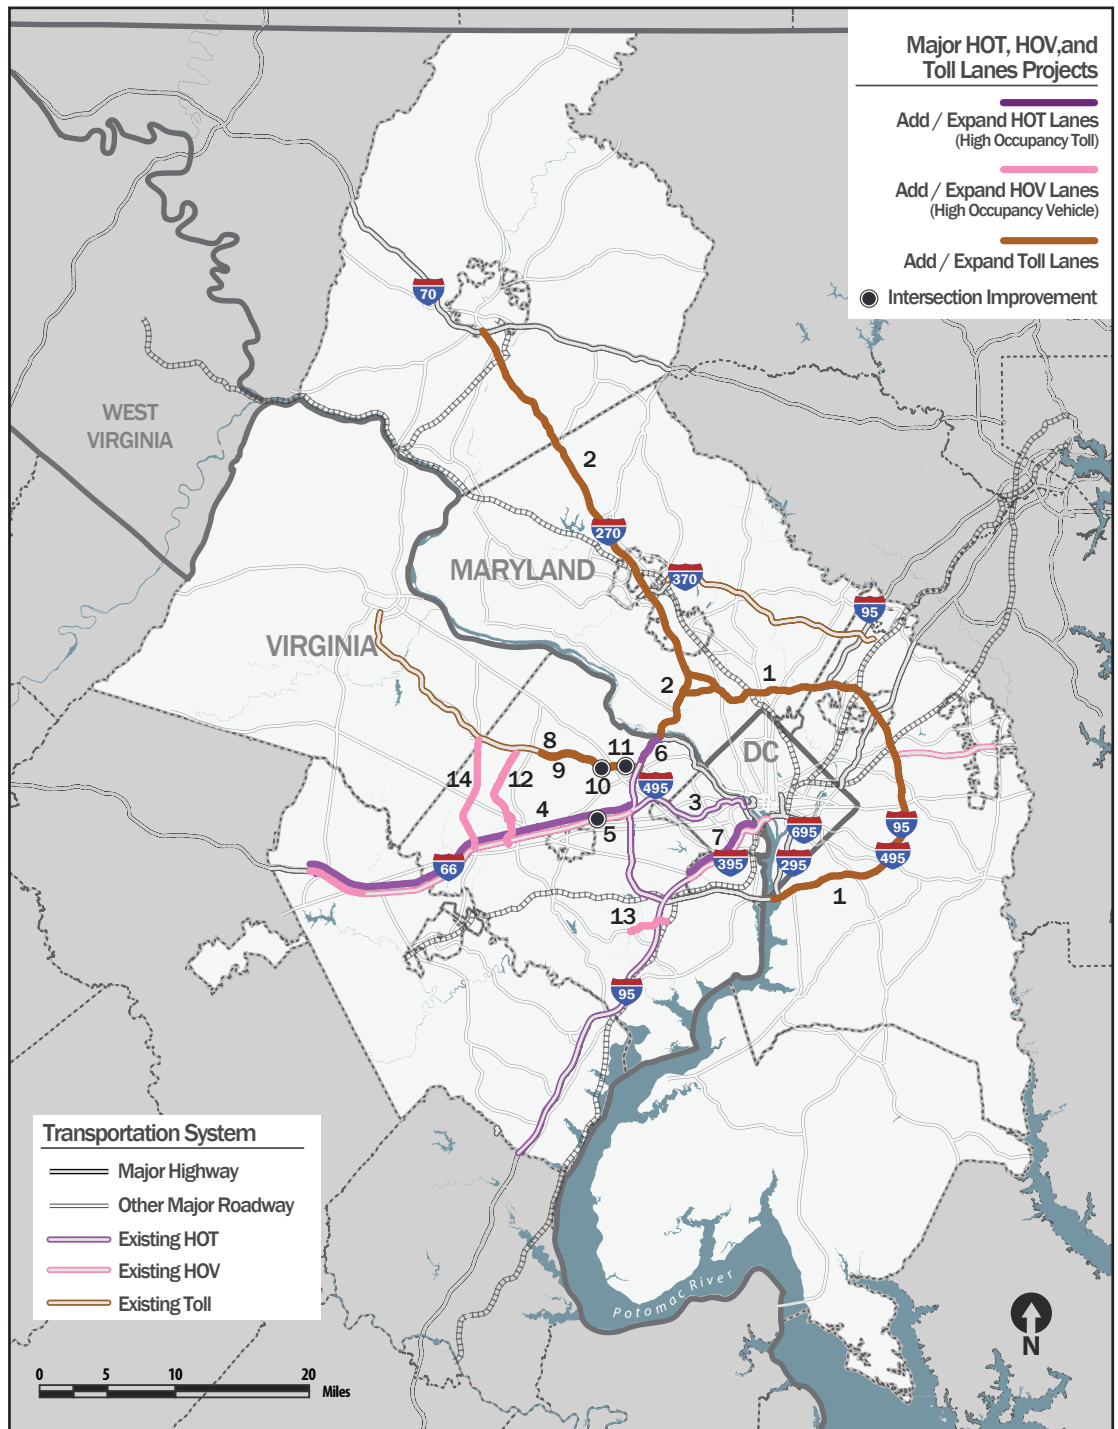 Major HOT, HOV,and
Toll Lanes Projects
Add / Expand HOT Lanes
(High Occupancy Toll)
Add / Expand HOV Lanes
(High Occupancy Vehicle)
Add / Expand Toll Lanes
Intersection Improvement
70
WEST
VIRGINIA
2
270
MARYLAND
370
95
VIRGINIA
2
1
6
DC
8
11
9
10
14
12
495
3
4
5
7
695
95
66
395
295
495
1
13
95
Transportation System
Major Highway
Other Major Roadway
Existing HOT
Existing HOV
Existing Toll
Potomac River
N
0 5 10 20
Miles